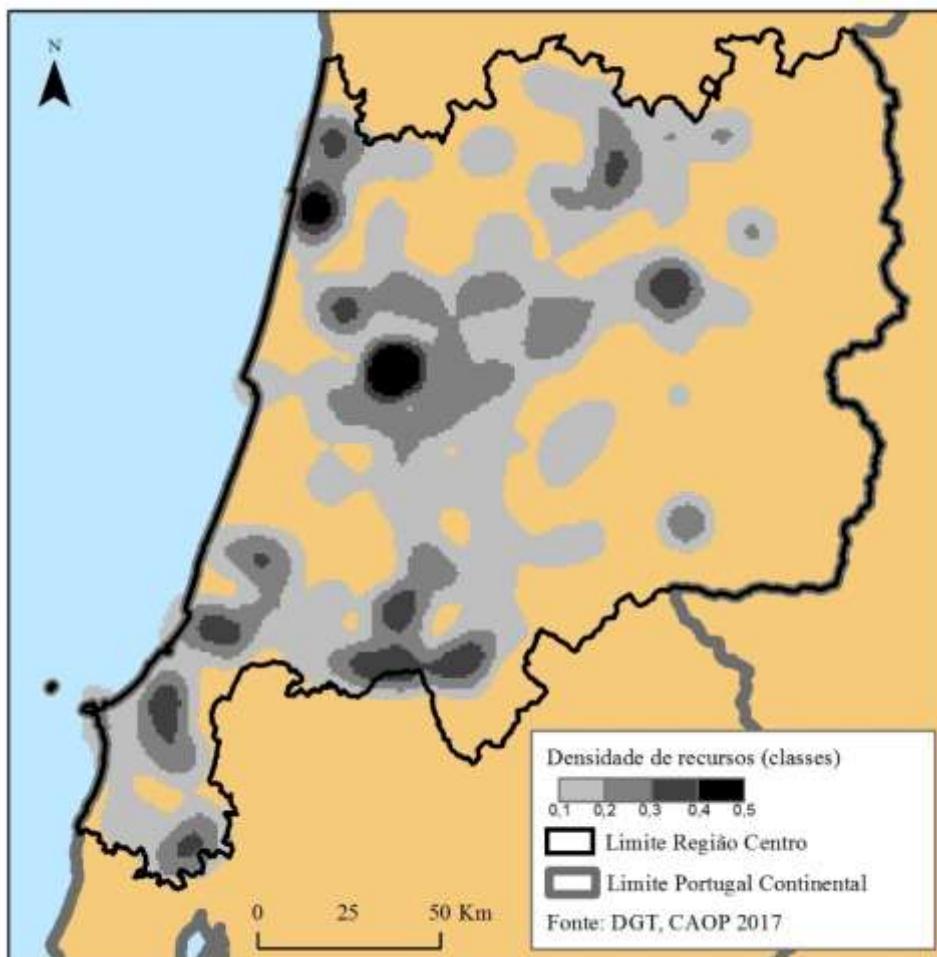 N
Densidade de recursos (classes)
0,1 0,2 0,3 0,4 0,5
Limite Região Centro
Limite Portugal Continental
Fonte: DGT, CAOP 2017
0 25 50 Km